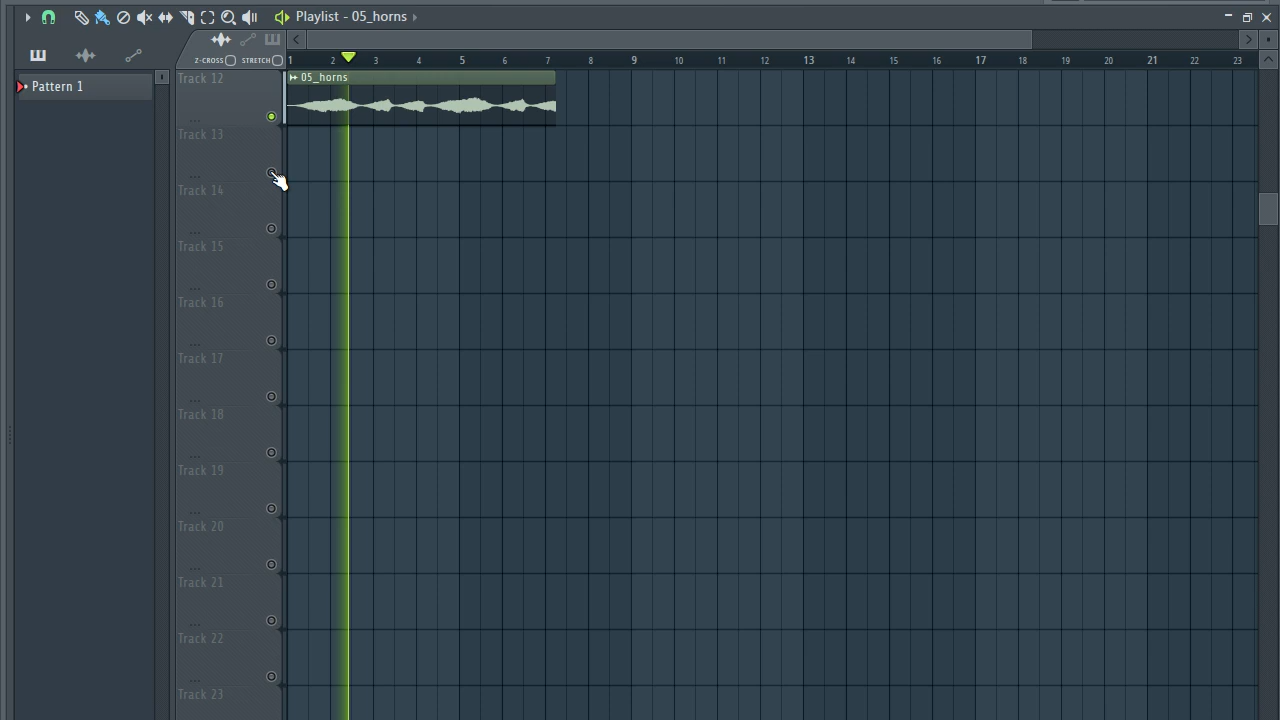 Playlist - 05_horns
Z-CROSS STRETCH
1 2 3 4 5 6 7 8 9 10 11 12 13 14 15 16 17 18 19 20 21 22 23
Pattern 1
Track 12
05_horns
Track 13
Track 14
Track 15
Track 16
Track 17
Track 18
Track 19
Track 20
Track 21
Track 22
Track 23